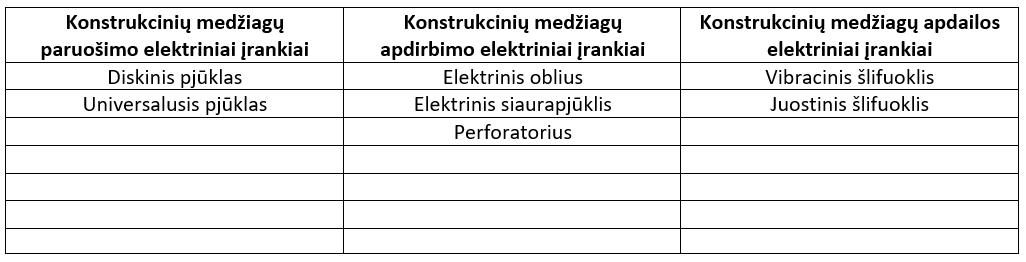 Konstrukcinių medžiagų paruošimo elektriniai įrankiai
Konstrukcinių medžiagų apdirbimo elektriniai įrankiai
Konstrukcinių medžiagų apdailos elektriniai įrankiai
Diskinis pjūklas
Elektrinis oblius
Vibracinis šlifuoklis
Universalusis pjūklas
Elektrinis siaurapjūklis
Juostinis šlifuoklis
Perforatorius